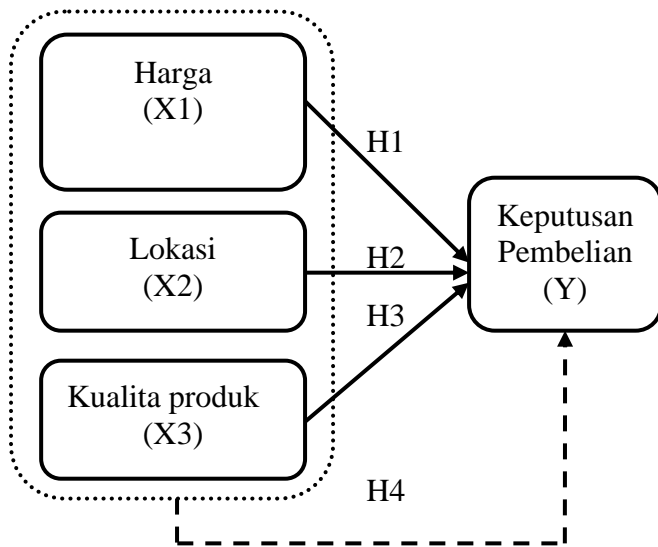 Harga
(X1)
H1
Lokasi
(X2)
H2
Keputusan
Pembelian
(Y)
H3
Kualita produk
(X3)
H4